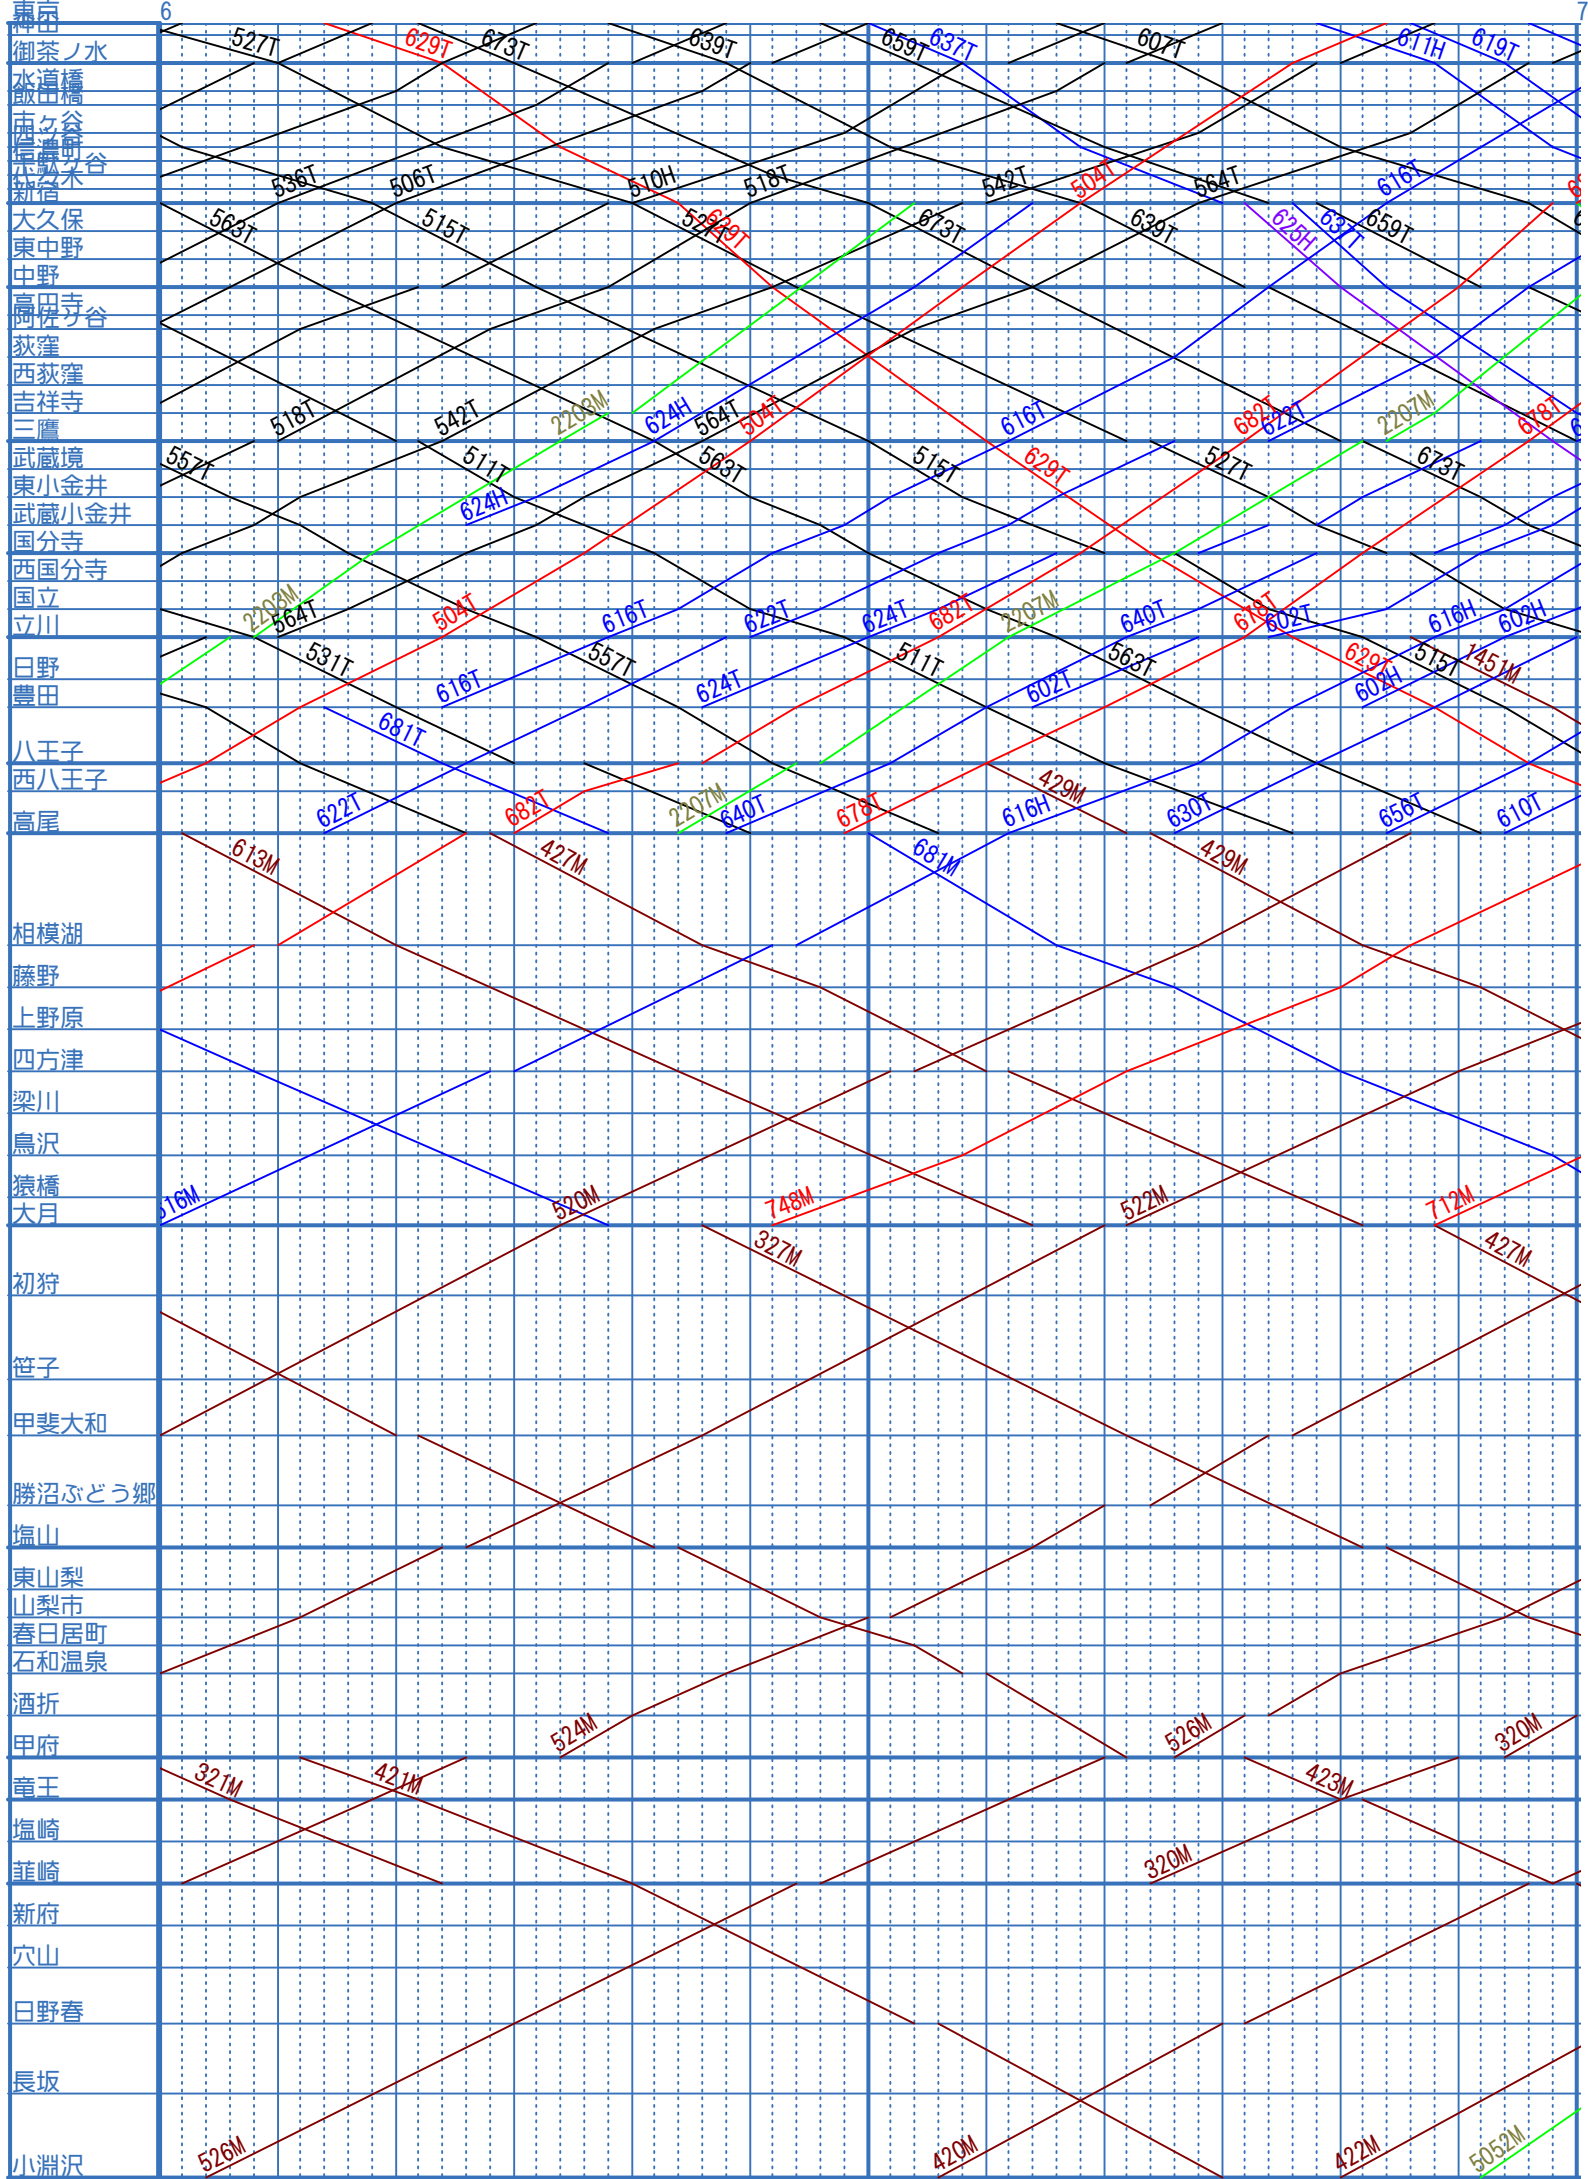 東京 6 7
神田
527T 629T 673T 639T 659T 637T 607T 611H 619T
御茶ノ水
水道橋
飯田橋
市ヶ谷
四ッ谷
信濃町
千駄ヶ谷
代々木
536T 506T 510H 518T 542T 504T 564T 616T
新宿
大久保
563T 515T 527T 629T 673T 639T 625H 637T 659T
東中野
中野
高円寺
阿佐ヶ谷
荻窪
西荻窪
吉祥寺
518T 542T 2203M 624H 564T 504T 616T 682T 622T 2207M 678T
三鷹
武蔵境
557T 511T 563T 515T 629T 527T 673T
東小金井
624H
武蔵小金井
国分寺
西国分寺
国立
2203M 564T 504T 616T 622T 624T 682T 2207M 640T 678T 602T 616H 602H
立川
日野
531T 557T 511T 563T 629T 515T 1451M
616T 624T 602T 602H
豊田
681T
八王子
西八王子
622T 682T 2207M 640T 678T 429M 616H 630T 656T 610T
高尾
613M 427M 681M 429M
相模湖
藤野
上野原
四方津
梁川
鳥沢
猿橋
516M 520M 748M 522M 712M
大月
327M 427M
初狩
笹子
甲斐大和
勝沼ぶどう郷
塩山
東山梨
山梨市
春日居町
石和温泉
酒折
524M 526M 320M
甲府
321M 421M 423M
竜王
塩崎
320M
韮崎
新府
穴山
日野春
長坂
526M 420M 422M 5052M
小淵沢